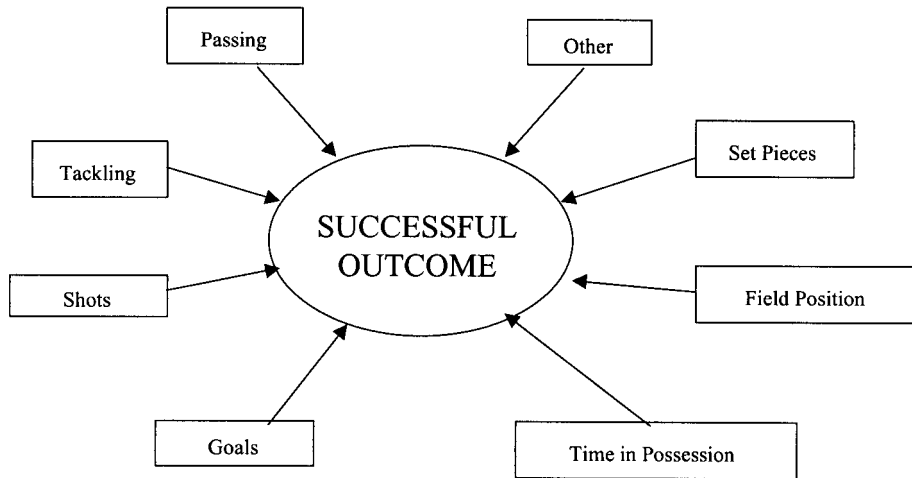 Passing
Other
Tackling
Set Pieces
SUCCESSFUL
OUTCOME
Shots
Field Position
Goals
Time in Possession